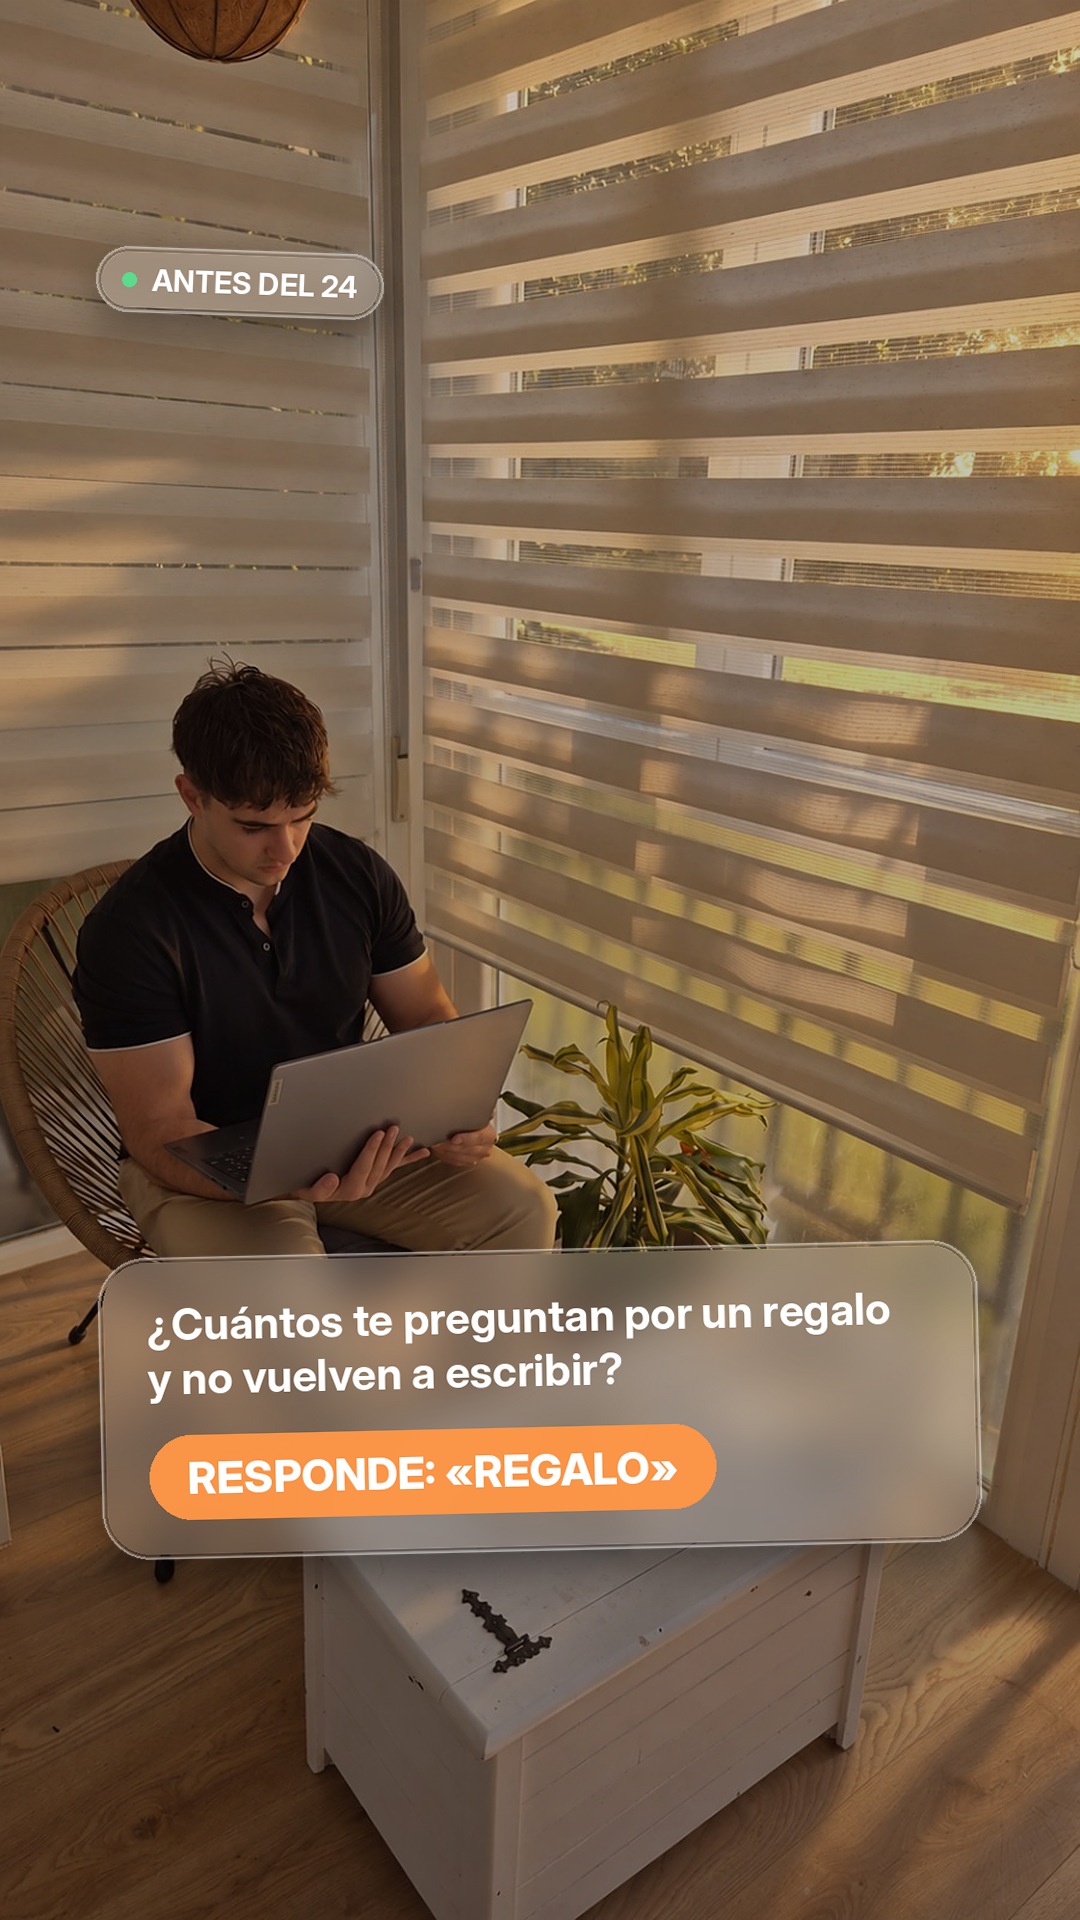 ANTES DEL 24
¿Cuántos te preguntan por un regalo
y no vuelven a escribir?
RESPONDE: «REGALO»